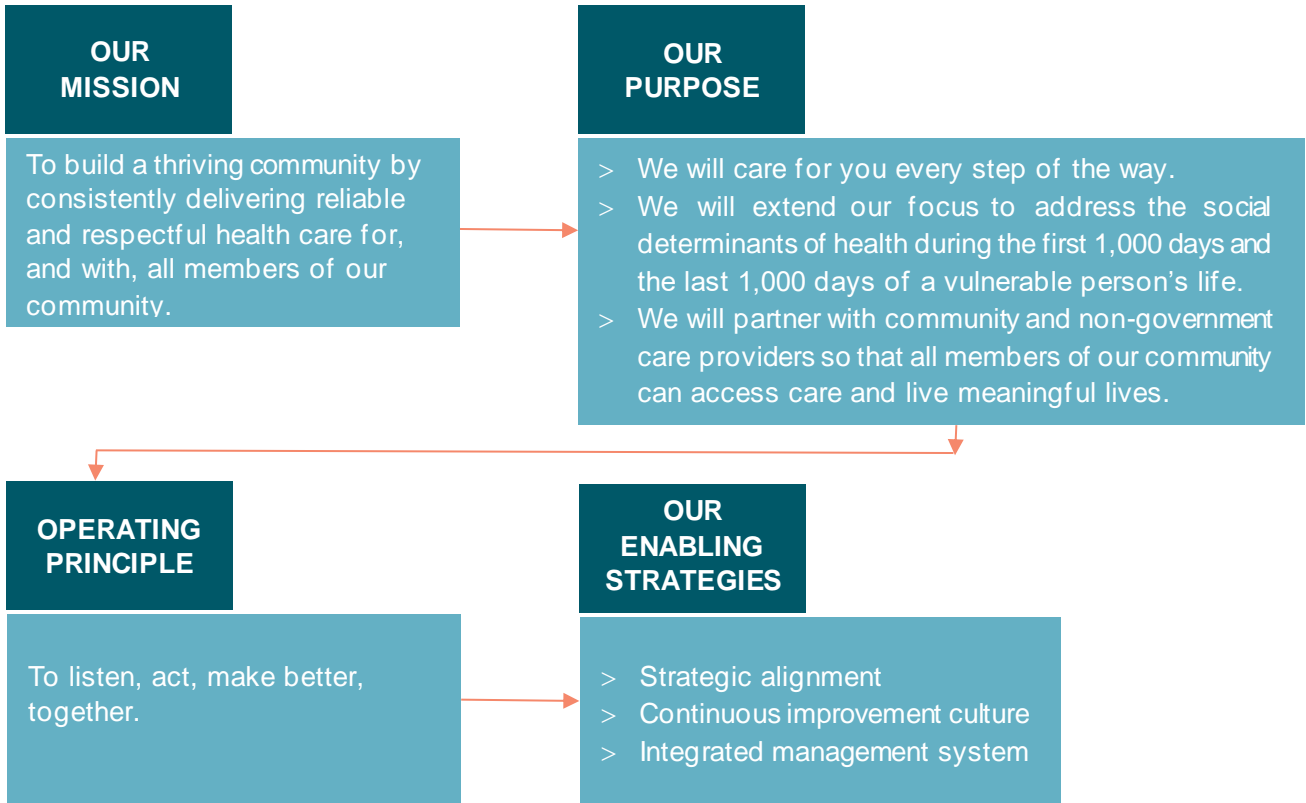 OUR
MISSION
To build a thriving community by
consistently delivering reliable
and respectful health care for,
and with, all members of our
community.
OUR
PURPOSE
> We will care for you every step of the way.
> We will extend our focus to address the social
determinants of health during the first 1,000 days and
the last 1,000 days of a vulnerable person’s life.
> We will partner with community and non-government
care providers so that all members of our community
can access care and live meaningful lives.
OPERATING
PRINCIPLE
To listen, act, make better,
together.
OUR
ENABLING
STRATEGIES
> Strategic alignment
> Continuous improvement culture
> Integrated management system